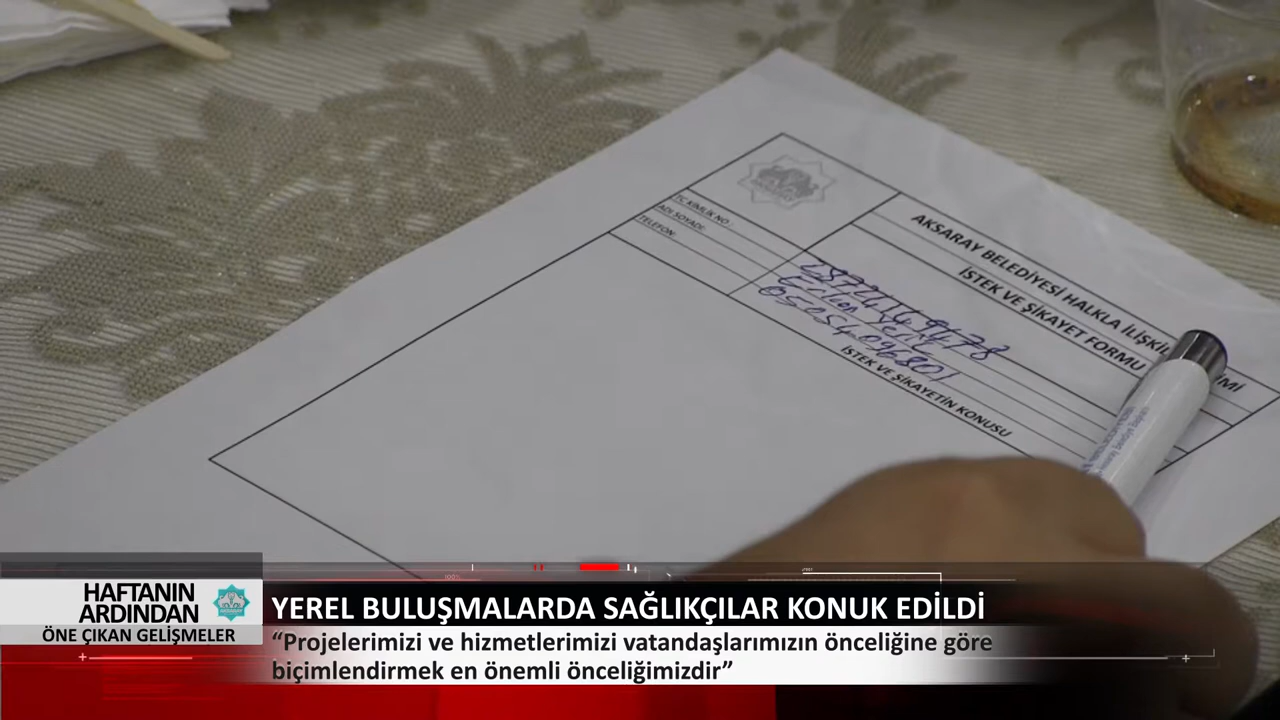 AKSARAY BELEDİYESİ HALKLA
İSTEK VE ŞİKAYET FORMU
TC KİMLİK NO :
ADI SOYADI:
TELEFON: 05054096801
İSTEK VE ŞİKAYETİN KONUSU
HAFTANIN
ARDINDAN
ÖNE ÇIKAN GELİŞMELER
YEREL BULUŞMALARDA SAĞLIKÇILAR KONUK EDİLDİ
“Projelerimizi ve hizmetlerimizi vatandaşlarımızın önceliğine göre
biçimlendirmek en önemli önceliğimizdir”